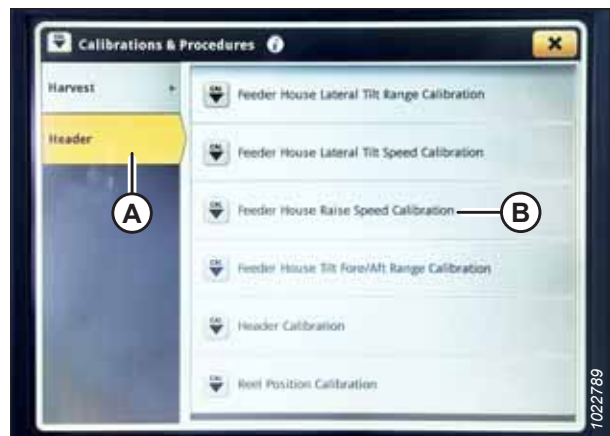 Calibrations & Procedures
Harvest
Header
Feeder House Lateral Tilt Range Calibration
Feeder House Lateral Tilt Speed Calibration
Feeder House Raise Speed Calibration
Feeder House Tilt Fore/Aft Range Calibration
Header Calibration
Reel Position Calibration
A
B
1022789